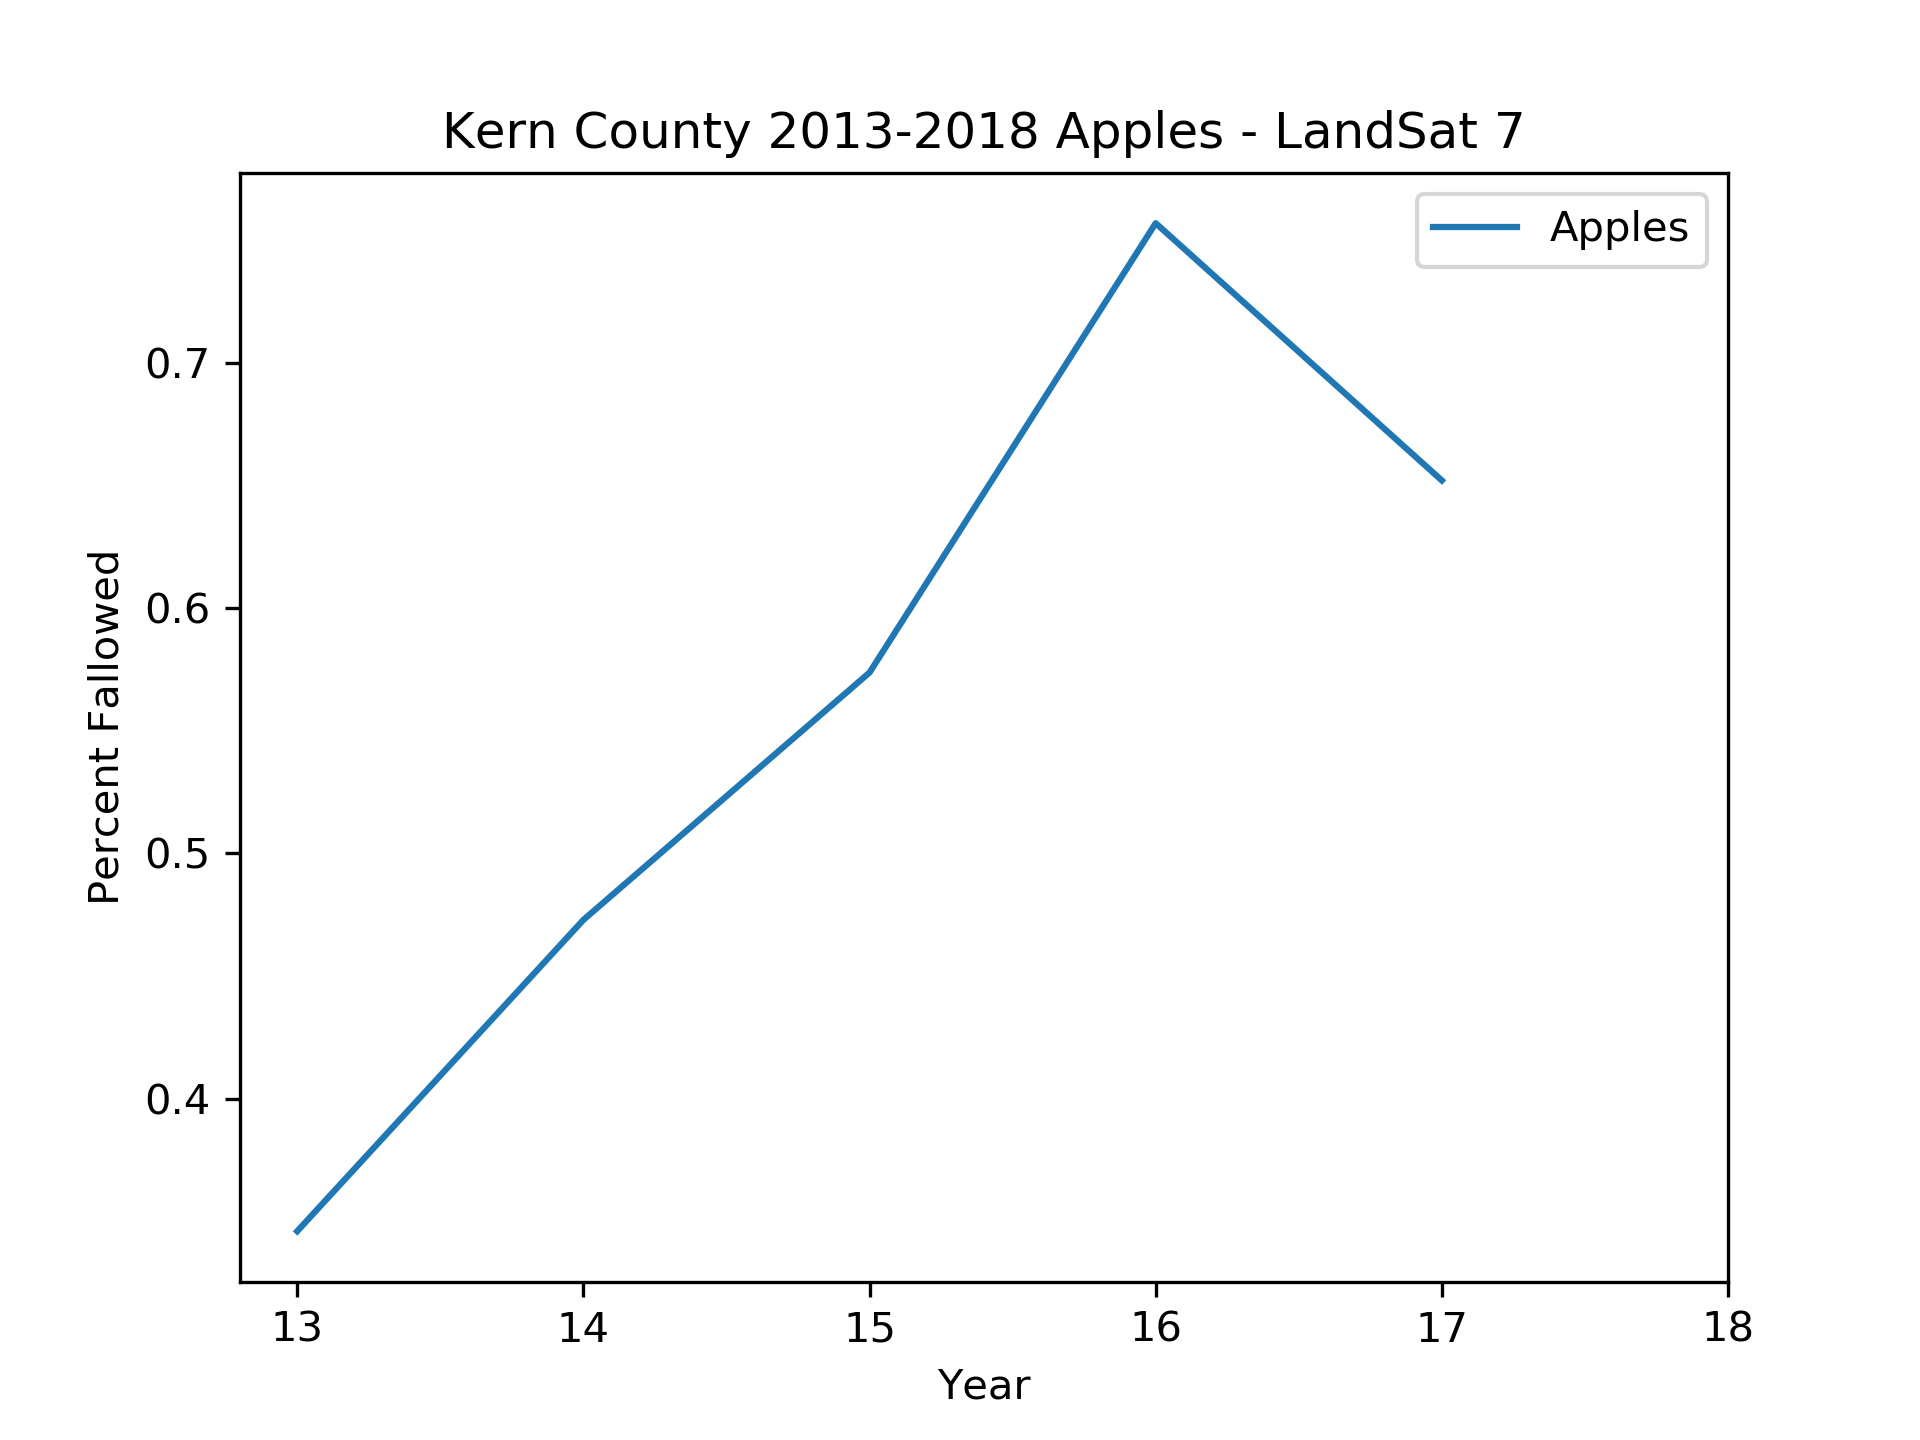 Kern County 2013-2018 Apples - LandSat 7
Apples
Percent Fallowed
0.7
0.6
0.5
0.4
13 14 15 16 17 18
Year